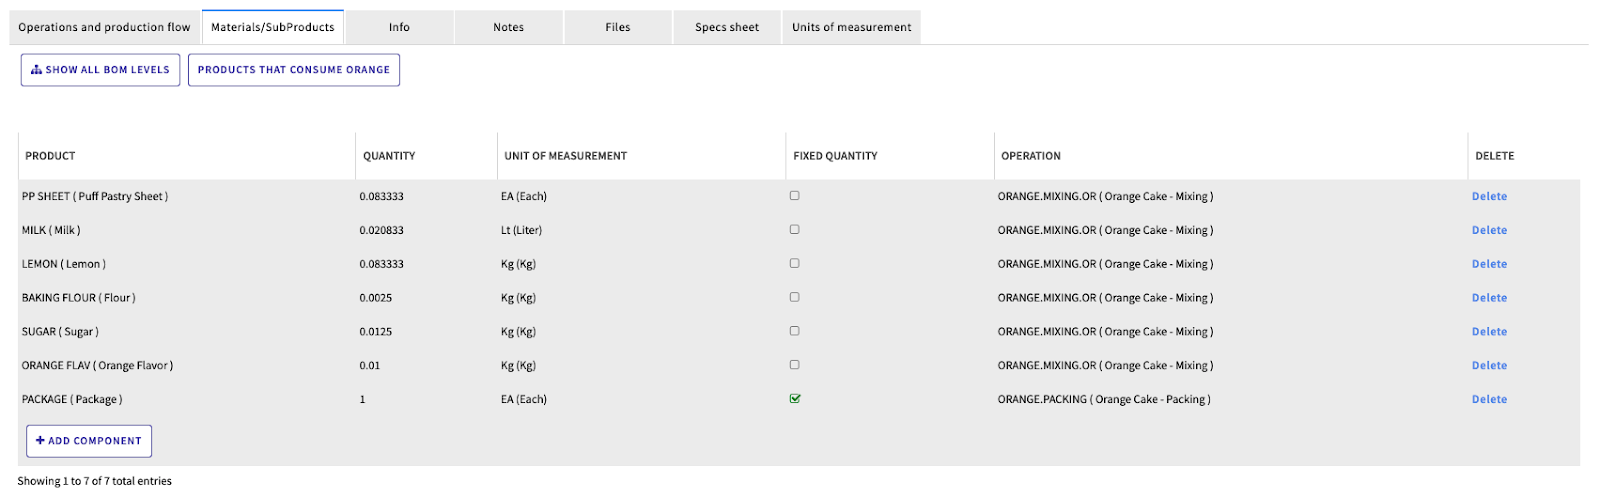 Operations and production flow Materials/SubProducts Info Notes Files Specs sheet Units of measurement
SHOW ALL BOM LEVELS PRODUCTS THAT CONSUME ORANGE
PRODUCT QUANTITY UNIT OF MEASUREMENT FIXED QUANTITY OPERATION DELETE
PP SHEET ( Puff Pastry Sheet ) 0.083333 EA (Each) ORANGE.MIXING.OR ( Orange Cake - Mixing ) Delete
MILK ( Milk ) 0.020833 Lt (Liter) ORANGE.MIXING.OR ( Orange Cake - Mixing ) Delete
LEMON ( Lemon ) 0.083333 Kg (Kg) ORANGE.MIXING.OR ( Orange Cake - Mixing ) Delete
BAKING FLOUR ( Flour ) 0.0025 Kg (Kg) ORANGE.MIXING.OR ( Orange Cake - Mixing ) Delete
SUGAR ( Sugar ) 0.0125 Kg (Kg) ORANGE.MIXING.OR ( Orange Cake - Mixing ) Delete
ORANGE FLAV ( Orange Flavor ) 0.01 Kg (Kg) ORANGE.MIXING.OR ( Orange Cake - Mixing ) Delete
PACKAGE ( Package ) 1 EA (Each) ORANGE.PACKING ( Orange Cake - Packing ) Delete
+ ADD COMPONENT
Showing 1 to 7 of 7 total entries